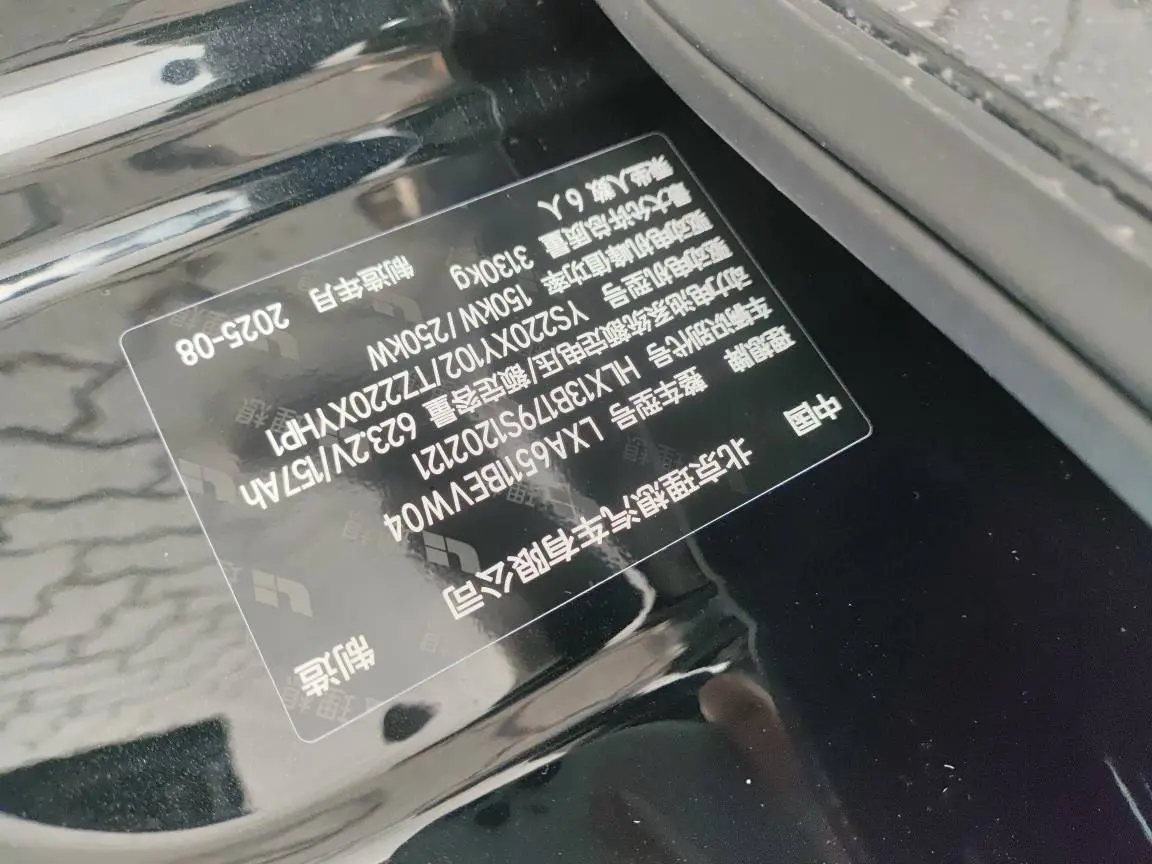 中国 北京理想汽车有限公司 制造
理想牌 整车型号 LXA6511BEVW04
车辆识别代号 HLX13B179S1202121
动力电池系统额定电压/额定容量 623.2V/157Ah
驱动电机型号 YS220XY102/TZ220XYHP1
驱动电机峰值功率 150kW/250kW
最大允许总质量 3130kg
乘坐人数 6人 制造年月 2025-08